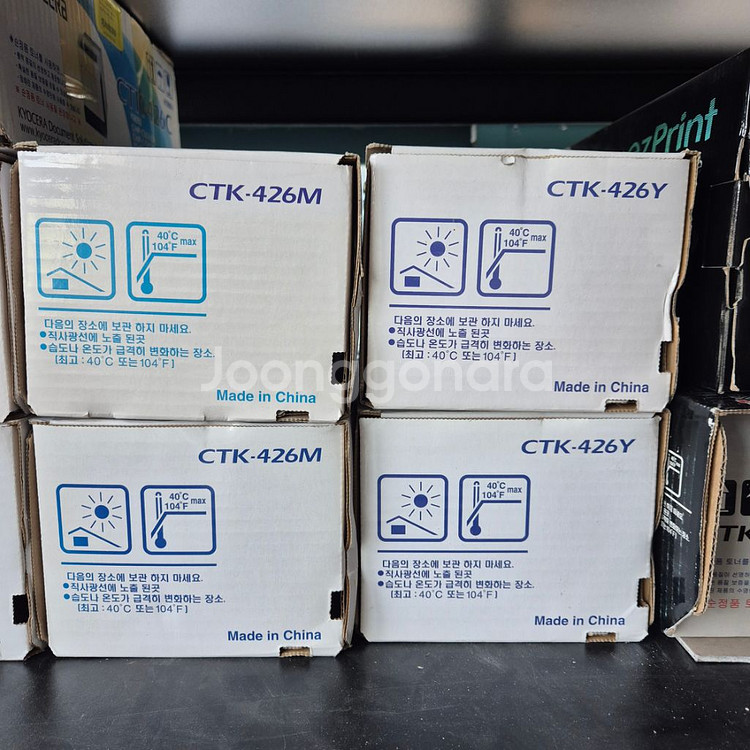 KYOCERA Document
CTK-426M
40°C max
104°F
다음의 장소에 보관 하지 마세요.
●직사광선에 노출 된곳
●습도나 온도가 급격히 변화하는 장소.
(최고 : 40°C 또는 104°F)
Made in China
CTK-426Y
40°C max
104°F
다음의 장소에 보관 하지 마세요.
●직사광선에 노출 된곳
●습도나 온도가 급격히 변화하는 장소.
(최고 : 40°C 또는 104°F)
Made in China
ezPrint
Joonggonara
CTK-426M
40°C max
104°F
다음의 장소에 보관 하지 마세요.
●직사광선에 노출 된곳
●습도나 온도가 급격히 변화하는 장소.
(최고 : 40°C 또는 104°F)
Made in China
CTK-426Y
40°C max
104°F
다음의 장소에 보관 하지 마세요.
●직사광선에 노출 된곳
●습도나 온도가 급격히 변화하는 장소.
(최고 : 40°C 또는 104°F)
Made in China